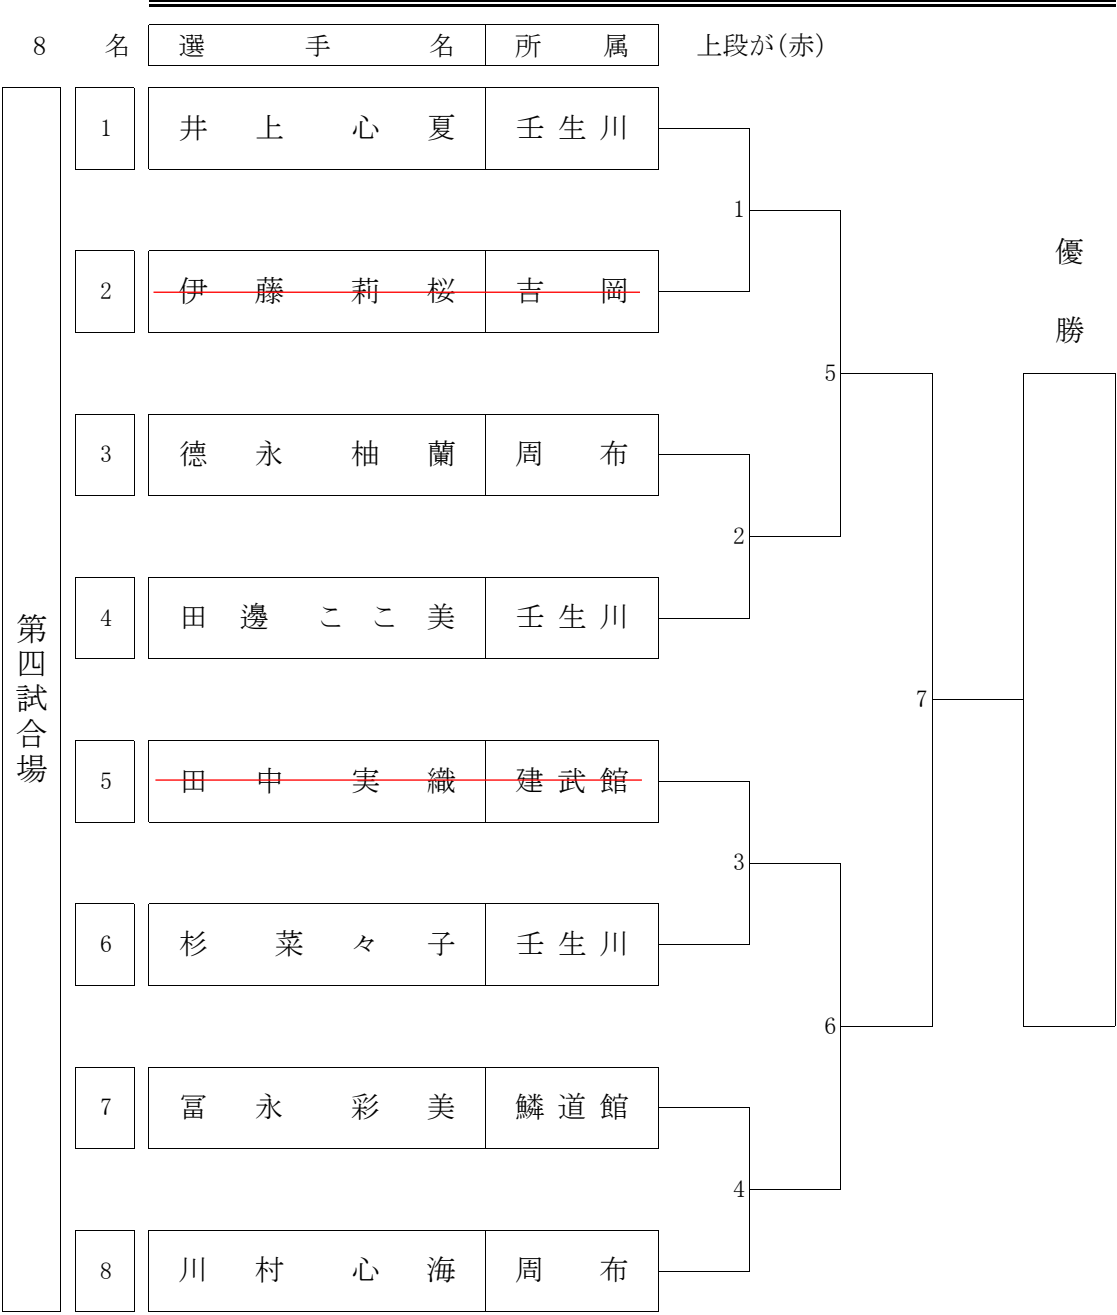 8 名 選手名 所属 上段が(赤)
1 井上心夏 壬生川
1
2 伊藤莉桜 吉岡
優勝
5
3 德永柚蘭 周布
2
4 田邊ここ美 壬生川
第四試合場
7
5 田中実織 建武館
3
6 杉菜々子 壬生川
6
7 冨永彩美 鱗道館
4
8 川村心海 周布